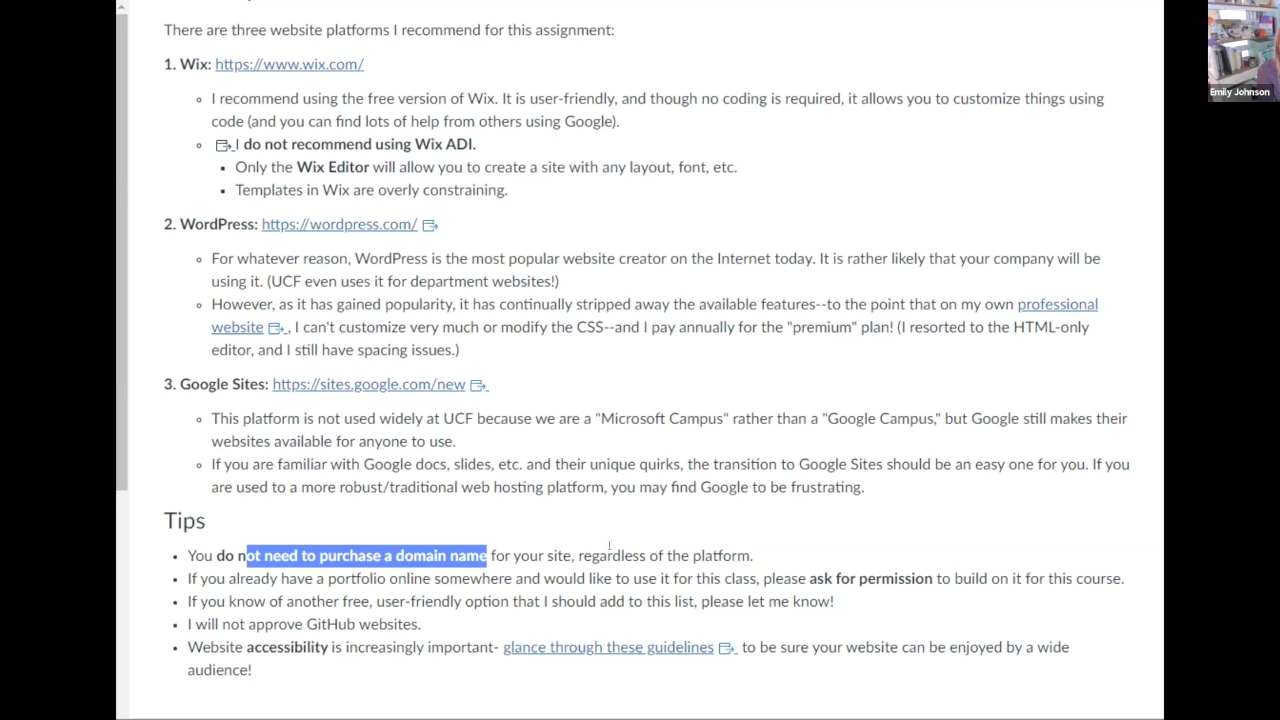 There are three website platforms I recommend for this assignment:
1. Wix: https://www.wix.com/
I recommend using the free version of Wix. It is user-friendly, and though no coding is required, it allows you to customize things using
code (and you can find lots of help from others using Google).
I do not recommend using Wix ADI.
Only the Wix Editor will allow you to create a site with any layout, font, etc.
Templates in Wix are overly constraining.
2. WordPress: https://wordpress.com/
For whatever reason, WordPress is the most popular website creator on the Internet today. It is rather likely that your company will be
using it. (UCF even uses it for department websites!)
However, as it has gained popularity, it has continually stripped away the available features--to the point that on my own professional
website , I can't customize very much or modify the CSS--and I pay annually for the "premium" plan! (I resorted to the HTML-only
editor, and I still have spacing issues.)
3. Google Sites: https://sites.google.com/new
This platform is not used widely at UCF because we are a "Microsoft Campus" rather than a "Google Campus," but Google still makes their
websites available for anyone to use.
If you are familiar with Google docs, slides, etc. and their unique quirks, the transition to Google Sites should be an easy one for you. If you
are used to a more robust/traditional web hosting platform, you may find Google to be frustrating.
Tips
You do not need to purchase a domain name for your site, regardless of the platform.
If you already have a portfolio online somewhere and would like to use it for this class, please ask for permission to build on it for this course.
If you know of another free, user-friendly option that I should add to this list, please let me know!
I will not approve GitHub websites.
Website accessibility is increasingly important- glance through these guidelines to be sure your website can be enjoyed by a wide
audience!
Emily Johnson